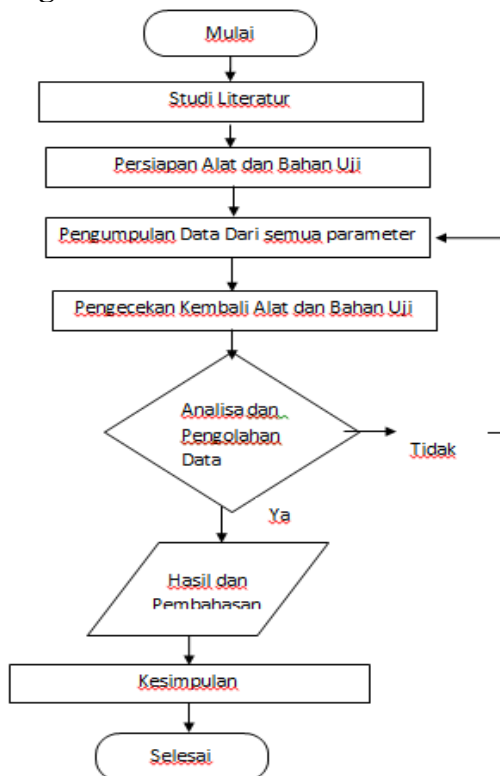 Mulai
Studi Literatur
Persiapan Alat dan Bahan Uji
Pengumpulan Data Dari semua parameter
Pengecekan Kembali Alat dan Bahan Uji
Analisa dan
Pengolahan
Data
Tidak
Ya
Hasil dan
Pembahasan
Kesimpulan
Selesai